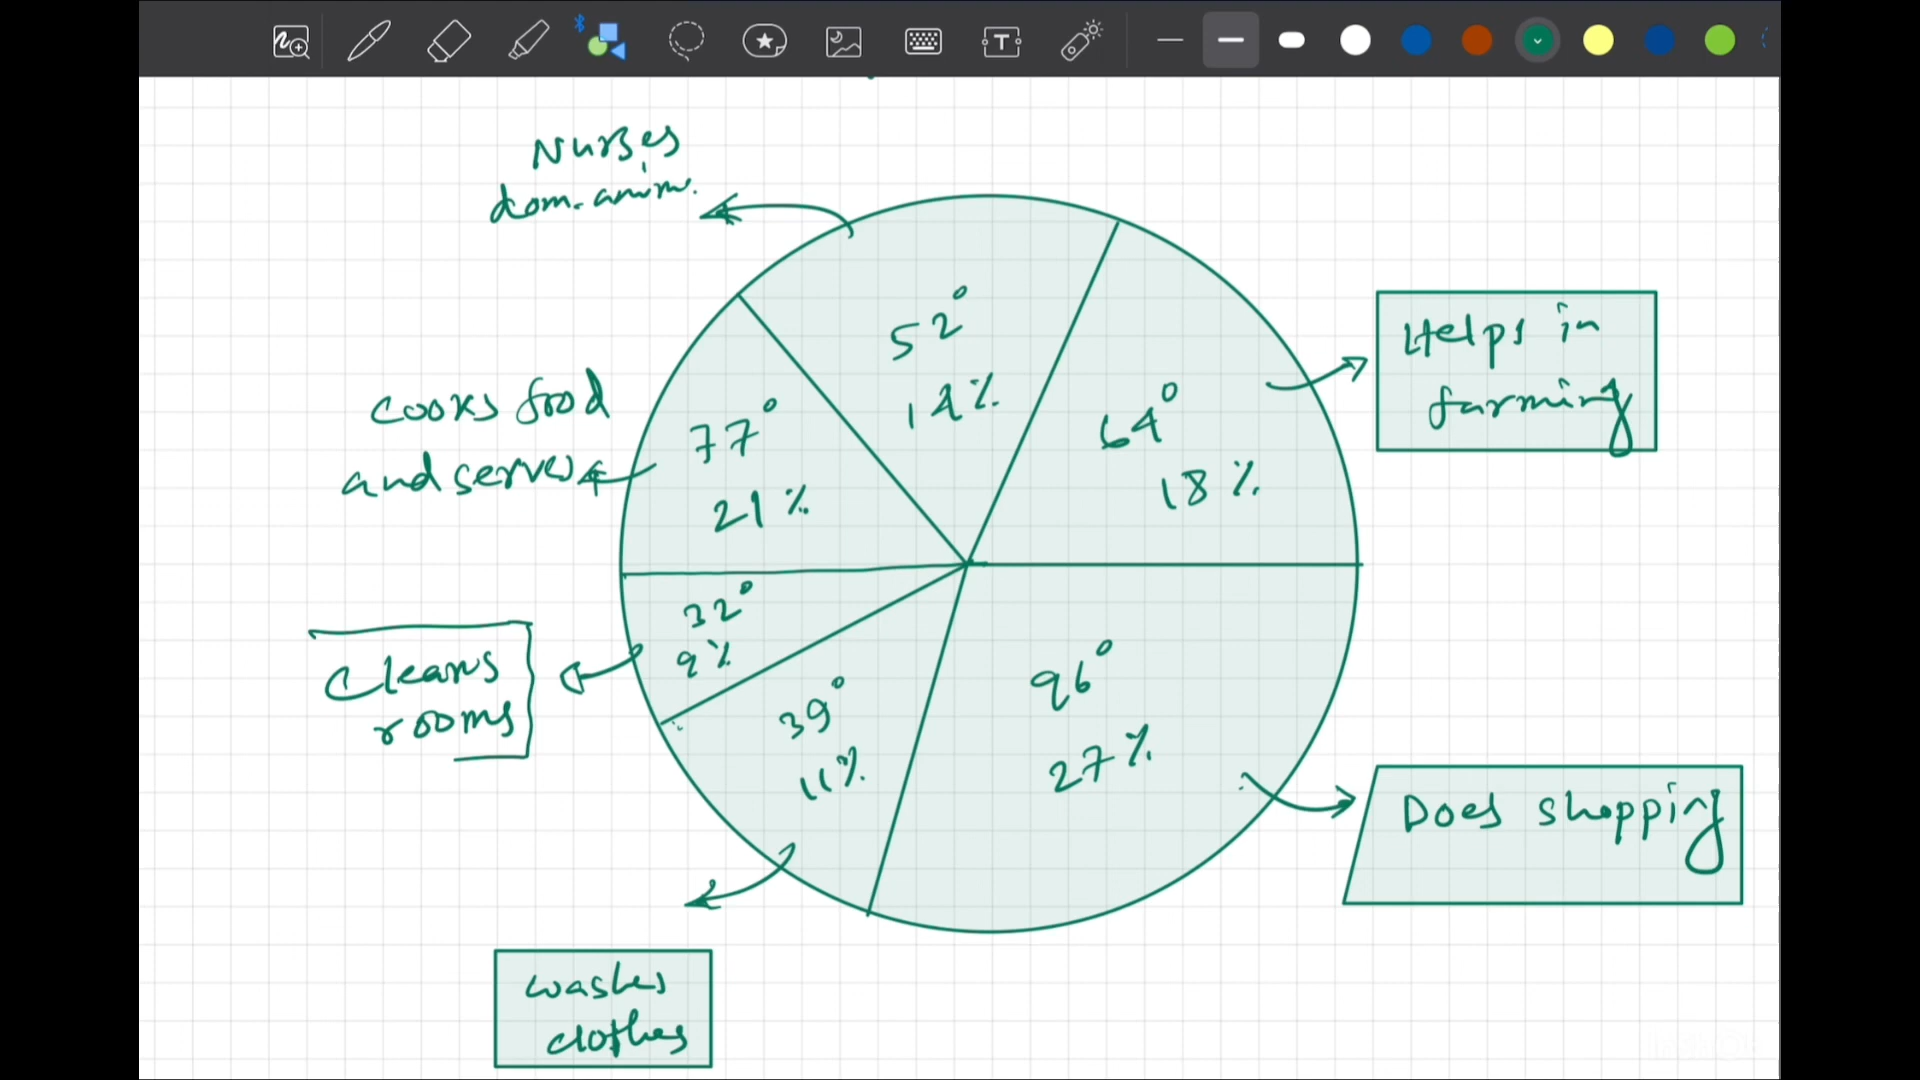 Nurses
dom. anim.
52°
14%
Helps in
farming
64°
18%
cooks food
and serves
77°
21%
32°
9%
Cleans
rooms
39°
11%
96°
27%
Does shopping
washes
clothes
T